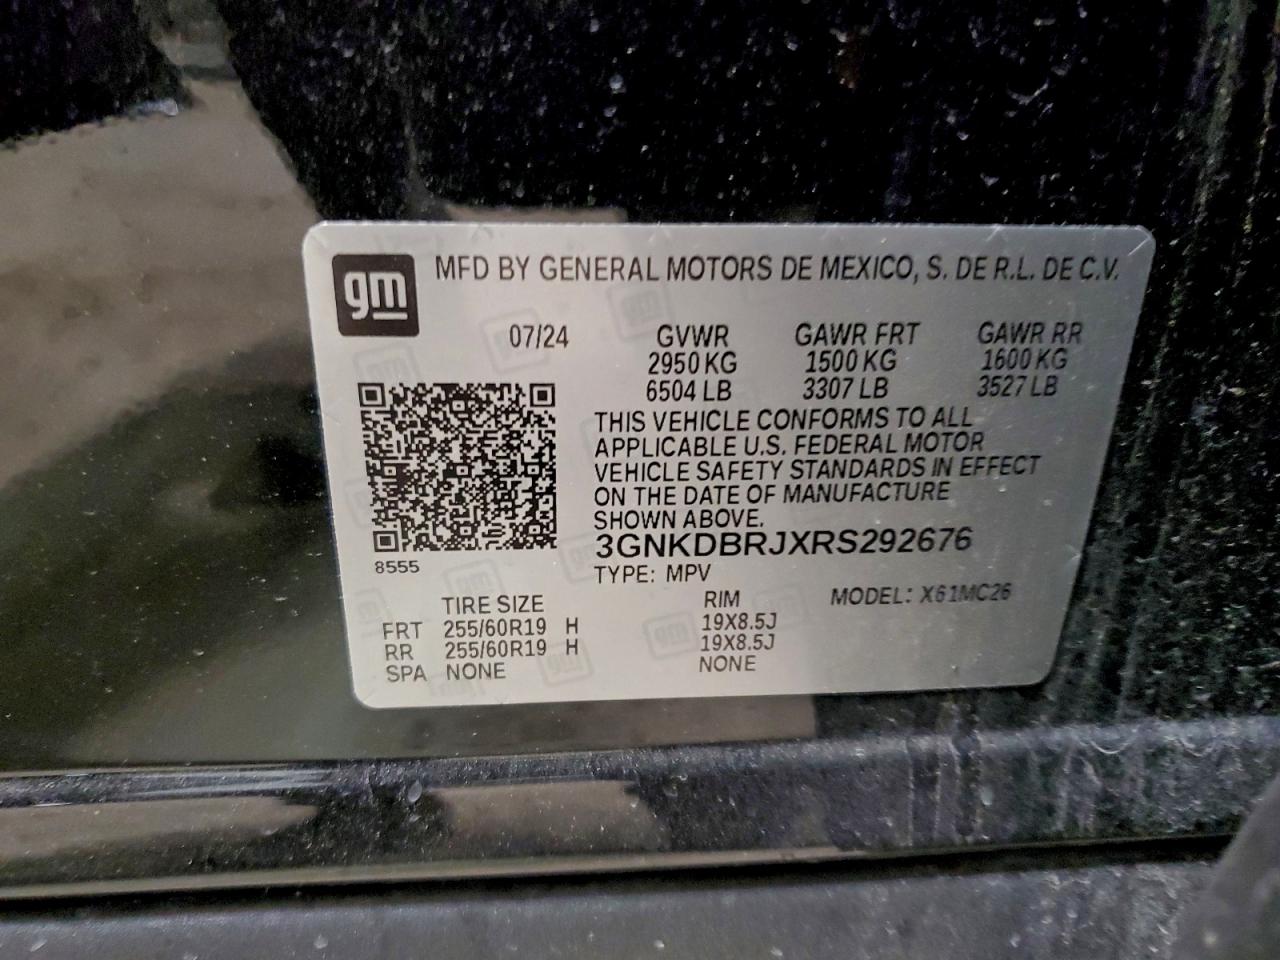 gm
MFD BY GENERAL MOTORS DE MEXICO, S. DE R.L. DE C.V.
07/24 GVWR GAWR FRT GAWR RR
2950 KG 1500 KG 1600 KG
6504 LB 3307 LB 3527 LB
THIS VEHICLE CONFORMS TO ALL
APPLICABLE U.S. FEDERAL MOTOR
VEHICLE SAFETY STANDARDS IN EFFECT
ON THE DATE OF MANUFACTURE
SHOWN ABOVE.
3GNKDBRJXRS292676
8555
TYPE: MPV
TIRE SIZE RIM MODEL: X61MC26
FRT 255/60R19 H 19X8.5J
RR 255/60R19 H 19X8.5J
SPA NONE NONE